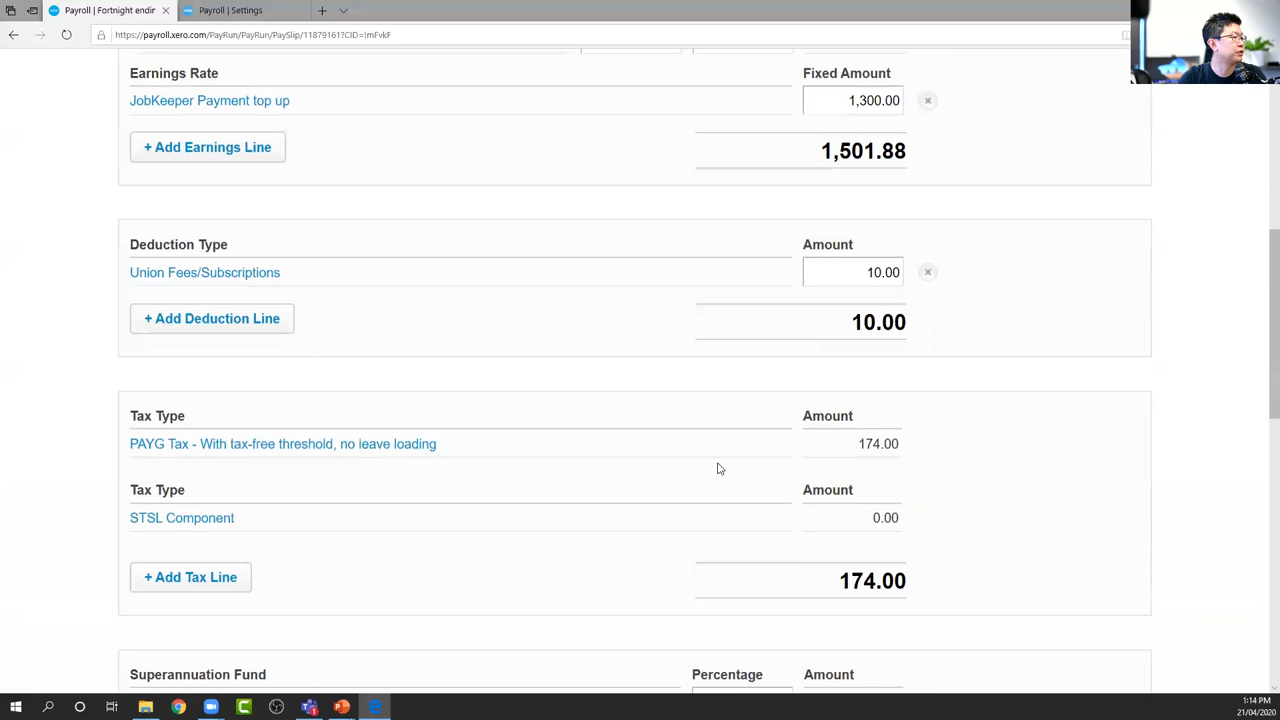 Payroll | Fortnight endin
Payroll | Settings
https://payroll.xero.com/PayRun/PayRun/PaySlip/11879161?CID=!mFvkF
Earnings Rate Fixed Amount
JobKeeper Payment top up 1,300.00
+ Add Earnings Line 1,501.88
Deduction Type Amount
Union Fees/Subscriptions 10.00
+ Add Deduction Line 10.00
Tax Type Amount
PAYG Tax - With tax-free threshold, no leave loading 174.00
Tax Type Amount
STSL Component 0.00
+ Add Tax Line 174.00
Superannuation Fund Percentage Amount
1:14 PM
21/04/2020